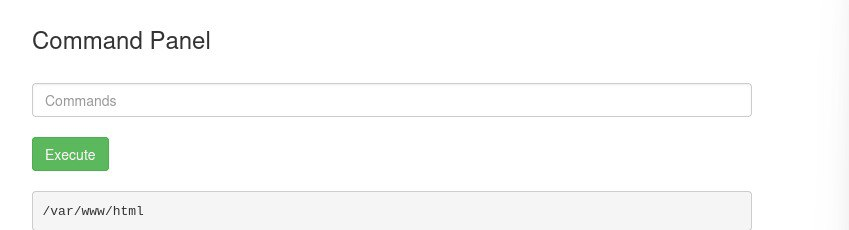 Command Panel
Commands
Execute
/var/www/html